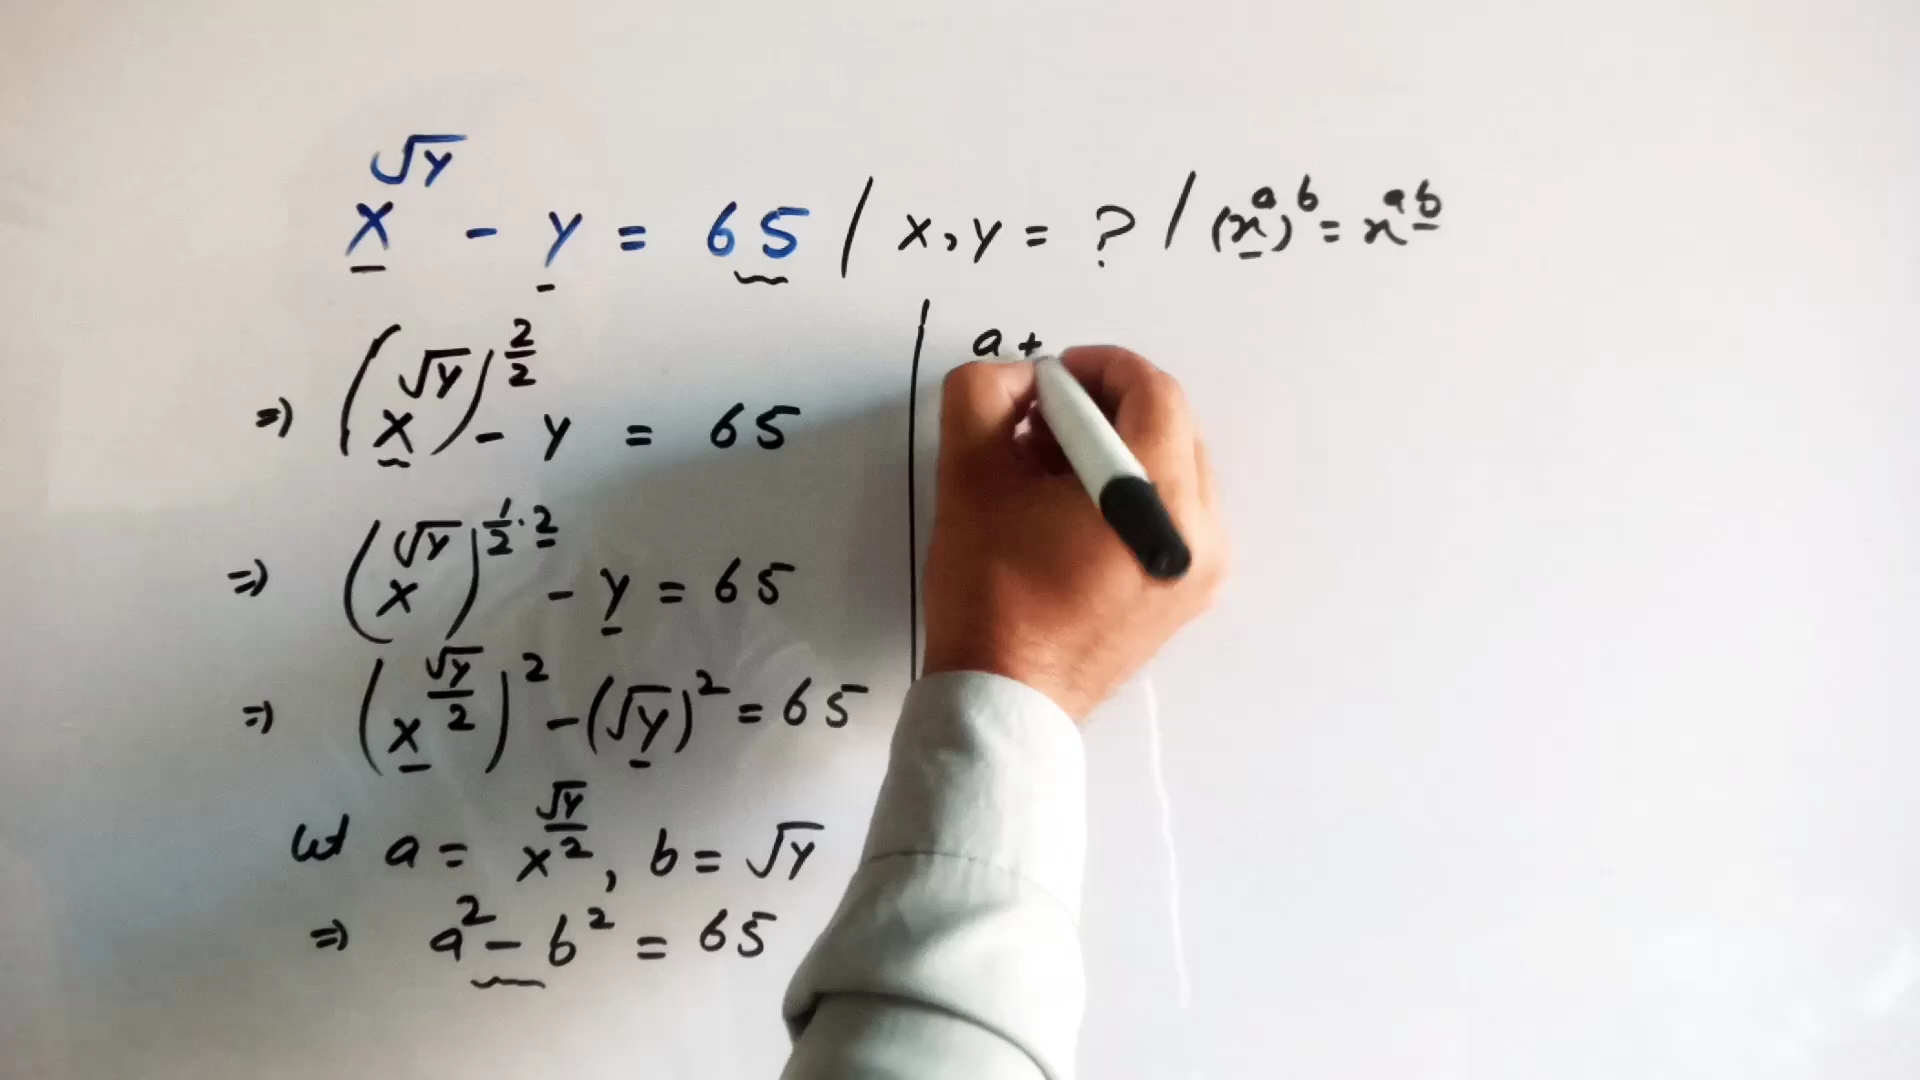 x^√y - y = 65 / x, y = ? / (x^a)^b = x^ab
⇒ (x^√y)^2/2 - y = 65
⇒ (x^√y)^1/2·2 - y = 65
⇒ (x^√y/2)^2 - (√y)^2 = 65
let a = x^√y/2, b = √y
⇒ a^2 - b^2 = 65
a +